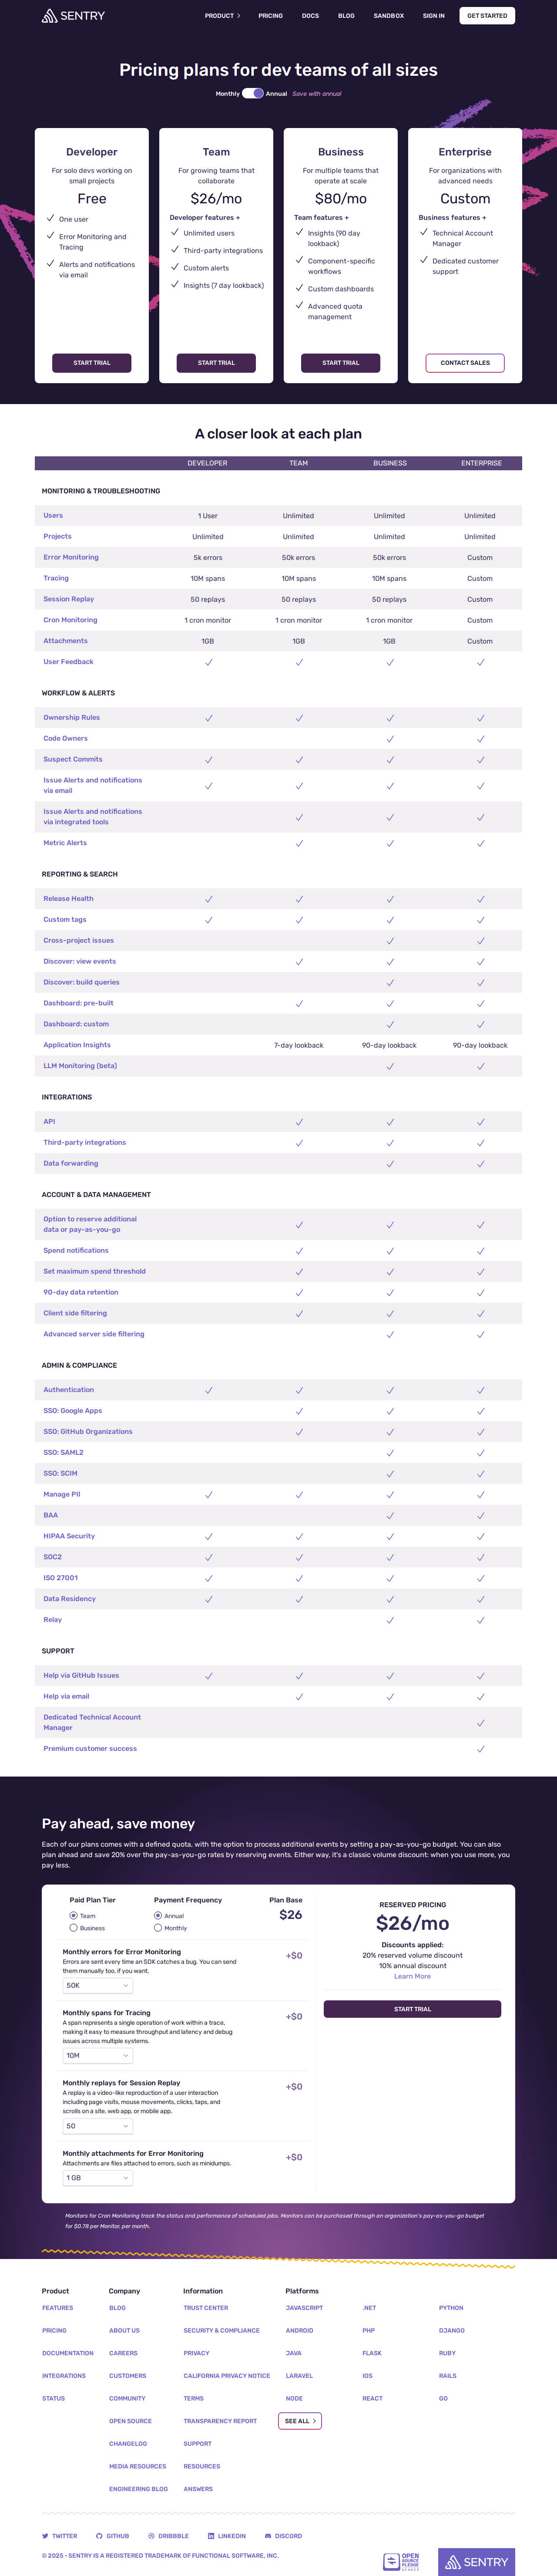 SENTRY
PRODUCT
PRICING
DOCS
BLOG
SANDBOX
SIGN IN
GET STARTED
Pricing plans for dev teams of all sizes
Monthly Annual Save with annual
Developer
For solo devs working on
small projects
Free
One user
Error Monitoring and
Tracing
Alerts and notifications
via email
START TRIAL
Team
For growing teams that
collaborate
$26/mo
Developer features +
Unlimited users
Third-party integrations
Custom alerts
Insights (7 day lookback)
START TRIAL
Business
For multiple teams that
operate at scale
$80/mo
Team features +
Insights (90 day
lookback)
Component-specific
workflows
Custom dashboards
Advanced quota
management
START TRIAL
Enterprise
For organizations with
advanced needs
Custom
Business features +
Technical Account
Manager
Dedicated customer
support
CONTACT SALES
A closer look at each plan
DEVELOPER TEAM BUSINESS ENTERPRISE
MONITORING & TROUBLESHOOTING
Users 1 User Unlimited Unlimited Unlimited
Projects Unlimited Unlimited Unlimited Unlimited
Error Monitoring 5k errors 50k errors 50k errors Custom
Tracing 10M spans 10M spans 10M spans Custom
Session Replay 50 replays 50 replays 50 replays Custom
Cron Monitoring 1 cron monitor 1 cron monitor 1 cron monitor Custom
Attachments 1GB 1GB 1GB Custom
User Feedback
WORKFLOW & ALERTS
Ownership Rules
Code Owners
Suspect Commits
Issue Alerts and notifications
via email
Issue Alerts and notifications
via integrated tools
Metric Alerts
REPORTING & SEARCH
Release Health
Custom tags
Cross-project issues
Discover: view events
Discover: build queries
Dashboard: pre-built
Dashboard: custom
Application Insights 7-day lookback 90-day lookback 90-day lookback
LLM Monitoring (beta)
INTEGRATIONS
API
Third-party integrations
Data forwarding
ACCOUNT & DATA MANAGEMENT
Option to reserve additional
data or pay-as-you-go
Spend notifications
Set maximum spend threshold
90-day data retention
Client side filtering
Advanced server side filtering
ADMIN & COMPLIANCE
Authentication
SSO: Google Apps
SSO: GitHub Organizations
SSO: SAML2
SSO: SCIM
Manage PII
BAA
HIPAA Security
SOC2
ISO 27001
Data Residency
Relay
SUPPORT
Help via GitHub Issues
Help via email
Dedicated Technical Account
Manager
Premium customer success
Pay ahead, save money
Each of our plans comes with a defined quota, with the option to process additional events by setting a pay-as-you-go budget. You can also
plan ahead and save 20% over the pay-as-you-go rates by reserving events. Either way, it's a classic volume discount: when you use more, you
pay less.
Paid Plan Tier
Team
Business
Payment Frequency
Annual
Monthly
Plan Base
$26
Monthly errors for Error Monitoring
Errors are sent every time an SDK catches a bug. You can send
them manually too, if you want.
50K
+$0
Monthly spans for Tracing
A span represents a single operation of work within a trace,
making it easy to measure throughput and latency and debug
issues across multiple systems.
10M
+$0
Monthly replays for Session Replay
A replay is a video-like reproduction of a user interaction
including page visits, mouse movements, clicks, taps, and
scrolls on a site, web app, or mobile app.
50
+$0
Monthly attachments for Error Monitoring
Attachments are files attached to errors, such as minidumps.
1 GB
+$0
RESERVED PRICING
$26/mo
Discounts applied:
20% reserved volume discount
10% annual discount
Learn More
START TRIAL
Monitors for Cron Monitoring track the status and performance of scheduled jobs. Monitors can be purchased through an organization's pay-as-you-go budget
for $0.78 per Monitor, per month.
Product
FEATURES
PRICING
DOCUMENTATION
INTEGRATIONS
STATUS
Company
BLOG
ABOUT US
CAREERS
CUSTOMERS
COMMUNITY
OPEN SOURCE
CHANGELOG
MEDIA RESOURCES
ENGINEERING BLOG
Information
TRUST CENTER
SECURITY & COMPLIANCE
PRIVACY
CALIFORNIA PRIVACY NOTICE
TERMS
TRANSPARENCY REPORT
SUPPORT
RESOURCES
ANSWERS
Platforms
JAVASCRIPT .NET PYTHON
ANDROID PHP DJANGO
JAVA FLASK RUBY
LARAVEL IOS RAILS
NODE REACT GO
SEE ALL
TWITTER
GITHUB
DRIBBBLE
LINKEDIN
DISCORD
© 2025 • SENTRY IS A REGISTERED TRADEMARK OF FUNCTIONAL SOFTWARE, INC.
OPEN
SOURCE
PLEDGE
MEMBER
SENTRY